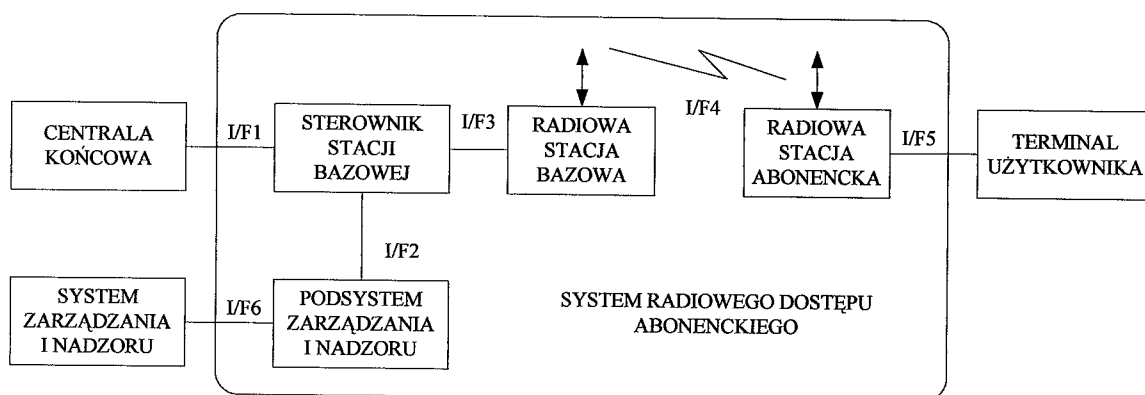 CENTRALA
KOŃCOWA
I/F1
STEROWNIK
STACJI
BAZOWEJ
I/F3
RADIOWA
STACJA
BAZOWA
I/F4
RADIOWA
STACJA
ABONENCKA
I/F5
TERMINAL
UŻYTKOWNIKA
I/F2
SYSTEM
ZARZĄDZANIA
I NADZORU
I/F6
PODSYSTEM
ZARZĄDZANIA
I NADZORU
SYSTEM RADIOWEGO DOSTĘPU
ABONENCKIEGO